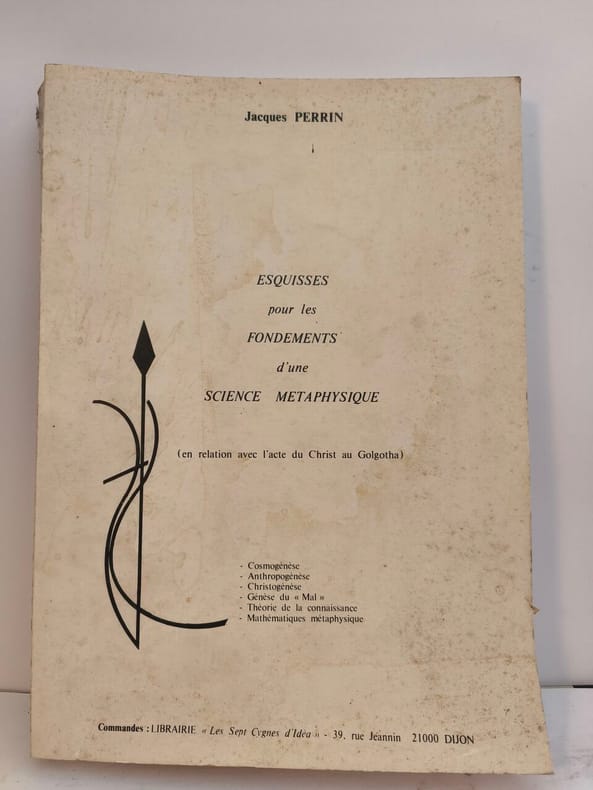 Jacques PERRIN
ESQUISSES
pour les
FONDEMENTS
d'une
SCIENCE METAPHYSIQUE
(en relation avec l'acte du Christ au Golgotha)
- Cosmogénèse
- Anthropogénèse
- Christogénèse
- Génèse du « Mal »
- Théorie de la connaissance
- Mathématiques métaphysique
Commandes : LIBRAIRIE « Les Sept Cygnes d'Idéa » - 39, rue Jeannin 21000 DIJON